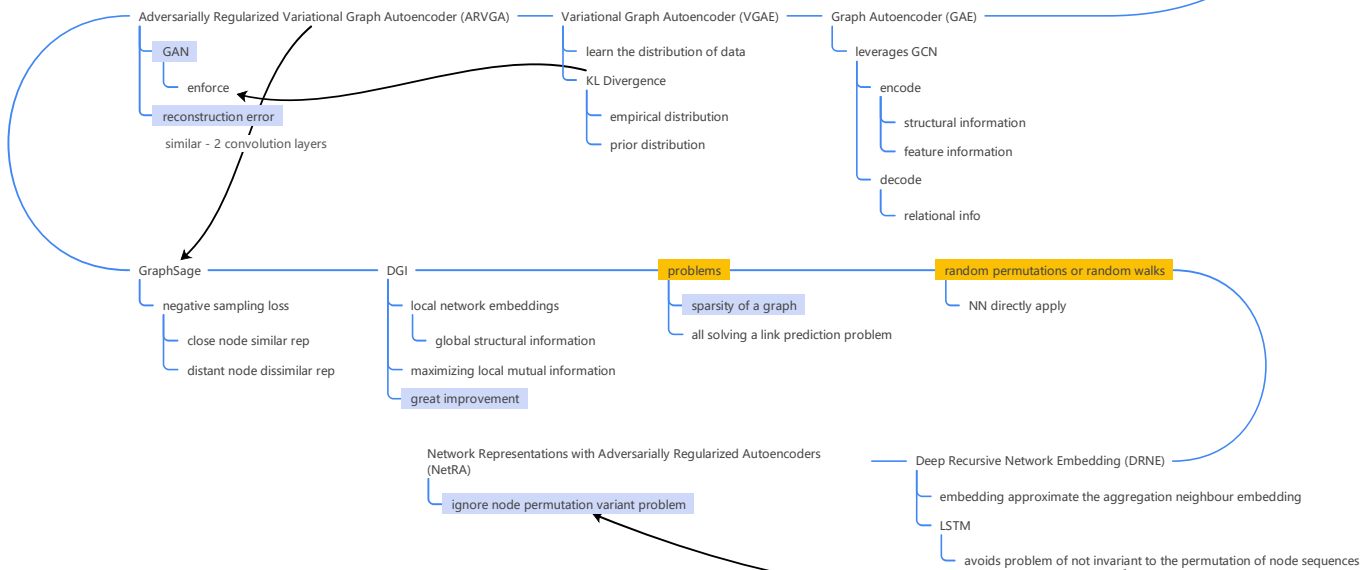 Adversarially Regularized Variational Graph Autoencoder (ARVGA)
GAN
enforce
reconstruction error
similar - 2 convolution layers
Variational Graph Autoencoder (VGAE)
learn the distribution of data
KL Divergence
empirical distribution
prior distribution
Graph Autoencoder (GAE)
leverages GCN
encode
structural information
feature information
decode
relational info
GraphSage
negative sampling loss
close node similar rep
distant node dissimilar rep
DGI
local network embeddings
global structural information
maximizing local mutual information
great improvement
problems
sparsity of a graph
all solving a link prediction problem
random permutations or random walks
NN directly apply
Network Representations with Adversarially Regularized Autoencoders
(NetRA)
ignore node permutation variant problem
Deep Recursive Network Embedding (DRNE)
embedding approximate the aggregation neighbour embedding
LSTM
avoids problem of not invariant to the permutation of node sequences